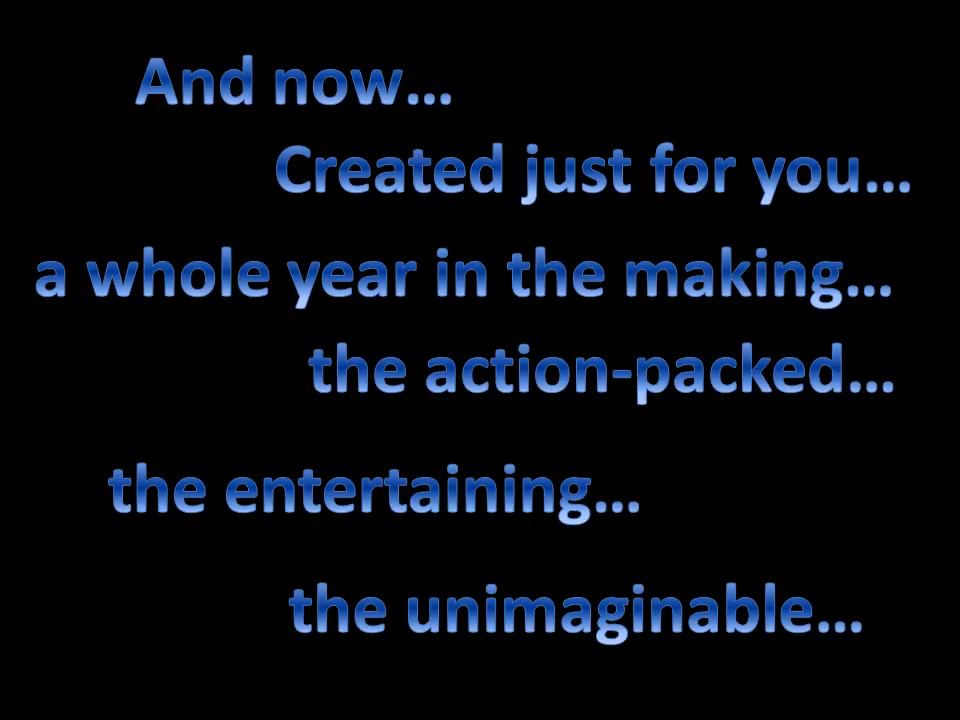 And now…
Created just for you…
a whole year in the making…
the action-packed…
the entertaining…
the unimaginable…